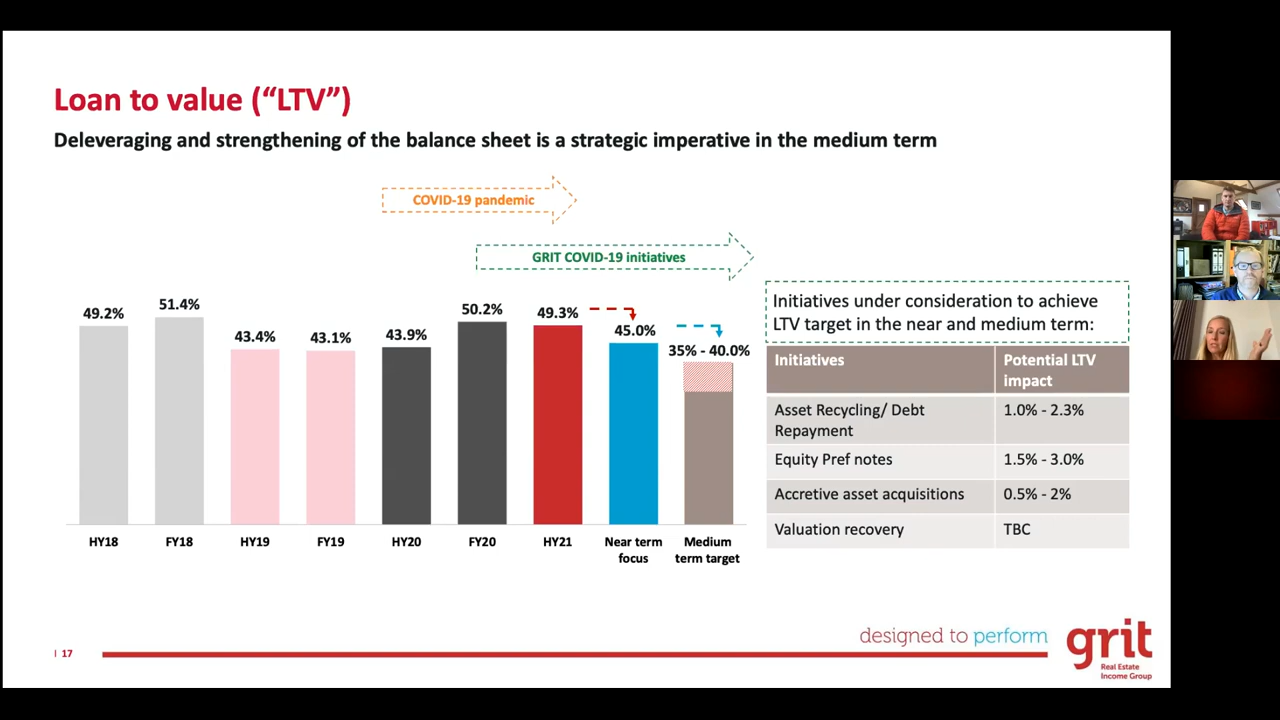 Loan to value (“LTV”)
Deleveraging and strengthening of the balance sheet is a strategic imperative in the medium term
COVID-19 pandemic
GRIT COVID-19 initiatives
49.2%
51.4%
43.4%
43.1%
43.9%
50.2%
49.3%
45.0%
35% - 40.0%
HY18
FY18
HY19
FY19
HY20
FY20
HY21
Near term
focus
Medium
term target
Initiatives under consideration to achieve
LTV target in the near and medium term:
Initiatives
Potential LTV
impact
Asset Recycling/ Debt
Repayment
1.0% - 2.3%
Equity Pref notes
1.5% - 3.0%
Accretive asset acquisitions
0.5% - 2%
Valuation recovery
TBC
designed to perform
grit
Real Estate
Income Group
| 17